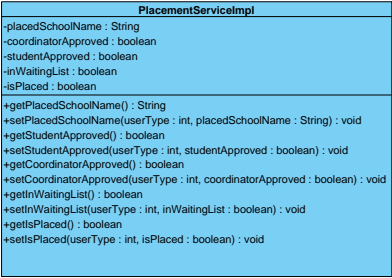 PlacementServiceImpl
-placedSchoolName : String
-coordinatorApproved : boolean
-studentApproved : boolean
-inWaitingList : boolean
-isPlaced : boolean
+getPlacedSchoolName() : String
+setPlacedSchoolName(userType : int, placedSchoolName : String) : void
+getStudentApproved() : boolean
+setStudentApproved(userType : int, studentApproved : boolean) : void
+getCoordinatorApproved() : boolean
+setCoordinatorApproved(userType : int, coordinatorApproved : boolean) : void
+getInWaitingList() : boolean
+setInWaitingList(userType : int, inWaitingList : boolean) : void
+getIsPlaced() : boolean
+setIsPlaced(userType : int, isPlaced : boolean) : void